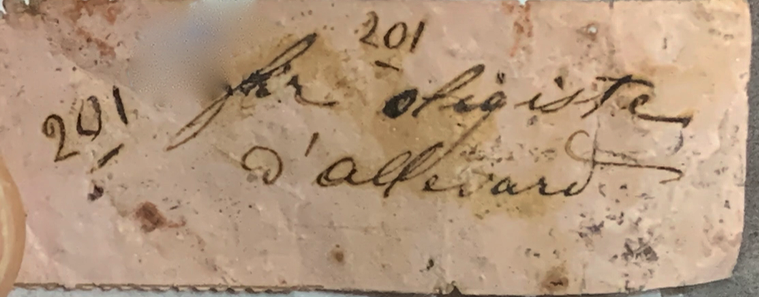 201
201
fer oligiste
d'allevard